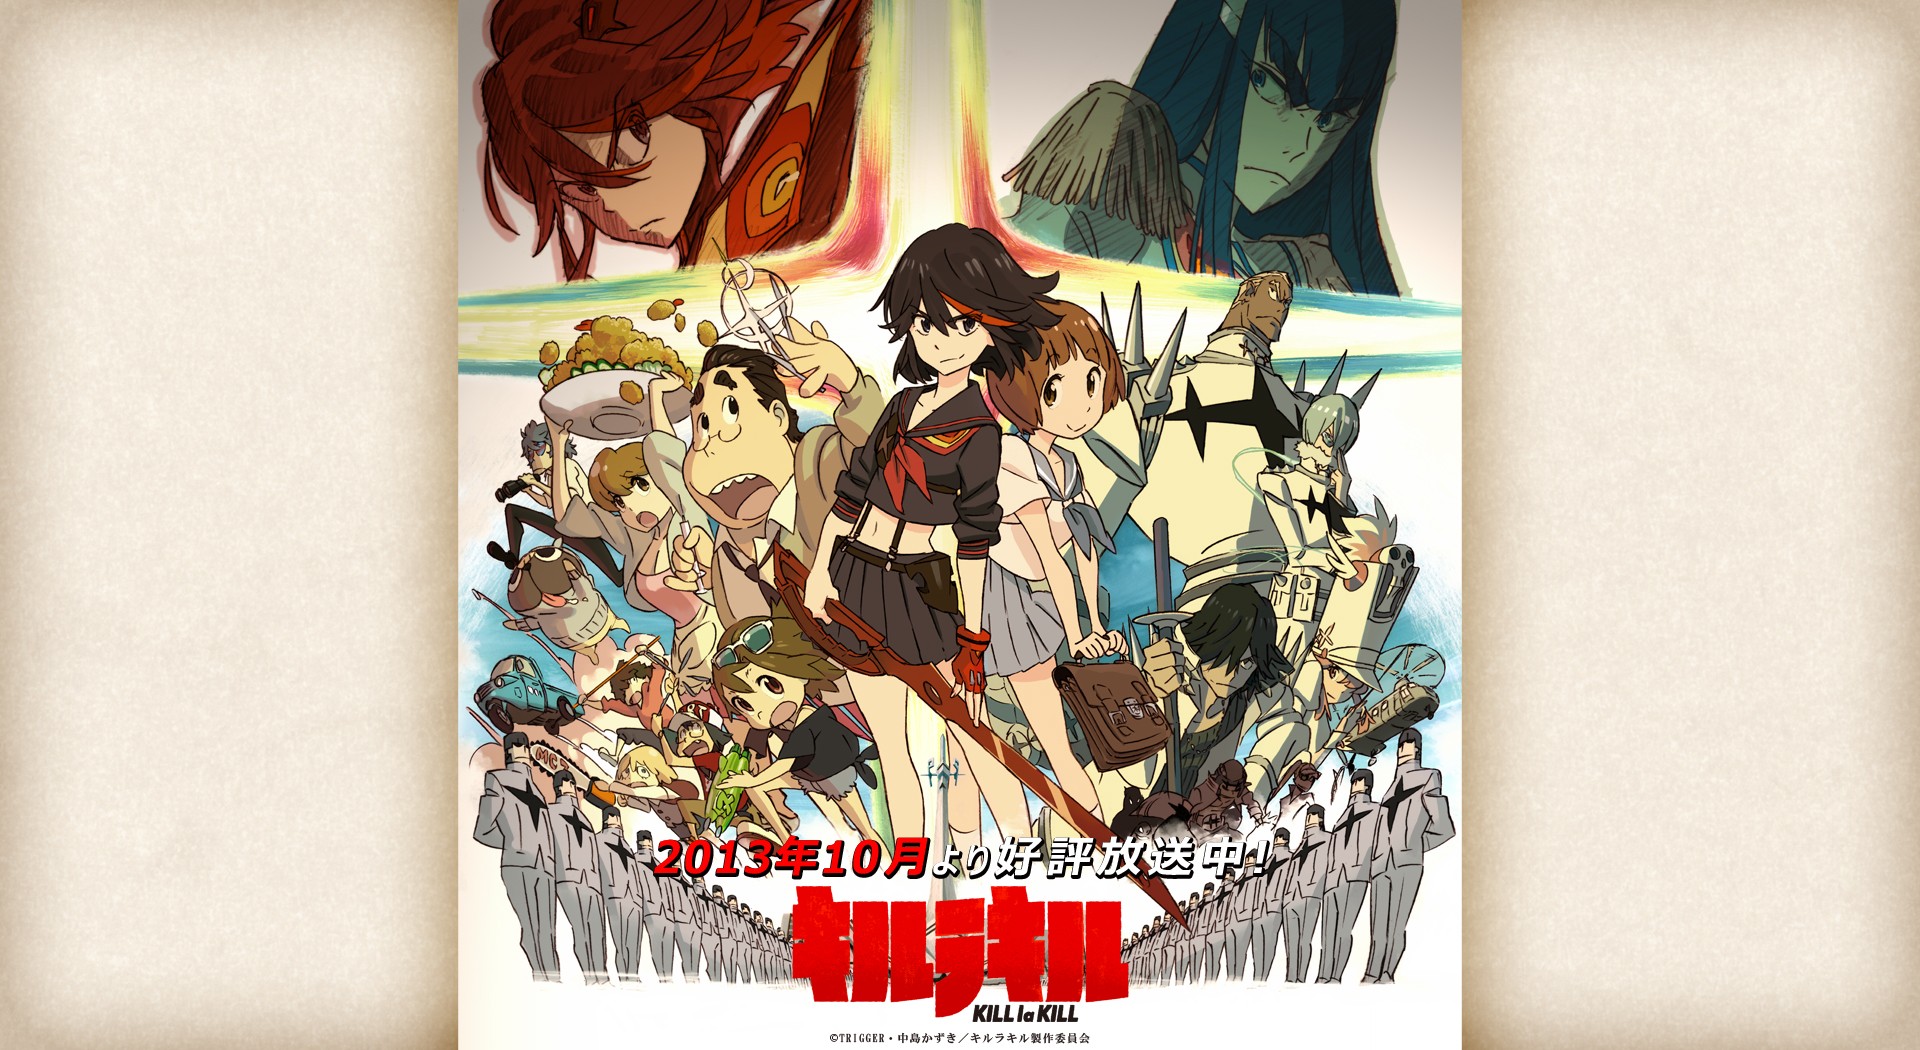 MC
2013年10月より好評放送中!
キルラキル
KILL la KILL
©TRIGGER・中島かずき／キルラキル製作委員会